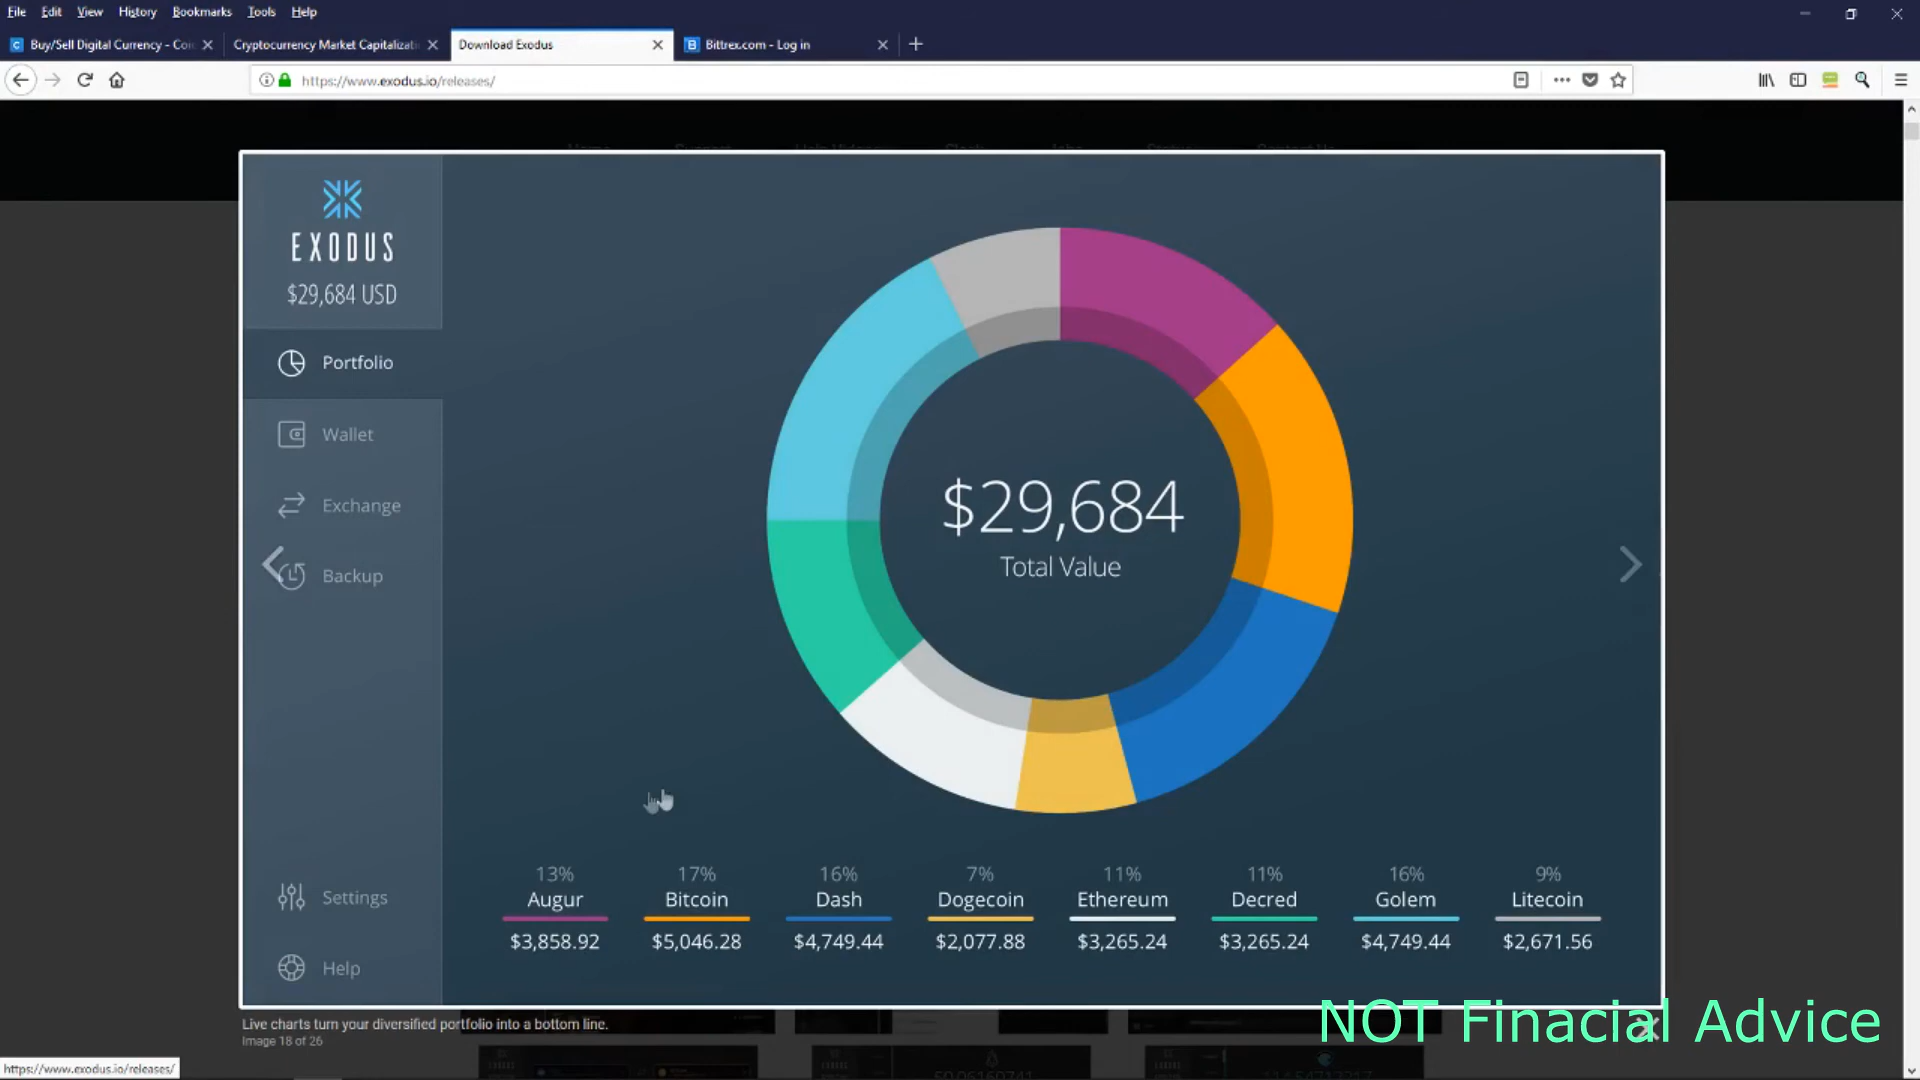 File Edit View History Bookmarks Tools Help
Buy/Sell Digital Currency - Coi
Cryptocurrency Market Capitalizati
Download Exodus
Bittrex.com - Log in
https://www.exodus.io/releases/
EXODUS
$29,684 USD
Portfolio
Wallet
Exchange
Backup
Settings
Help
$29,684
Total Value
13% 17% 16% 7% 11% 11% 16% 9%
Augur Bitcoin Dash Dogecoin Ethereum Decred Golem Litecoin
$3,858.92 $5,046.28 $4,749.44 $2,077.88 $3,265.24 $3,265.24 $4,749.44 $2,671.56
Live charts turn your diversified portfolio into a bottom line.
Image 18 of 26
NOT Finacial Advice
https://www.exodus.io/releases/